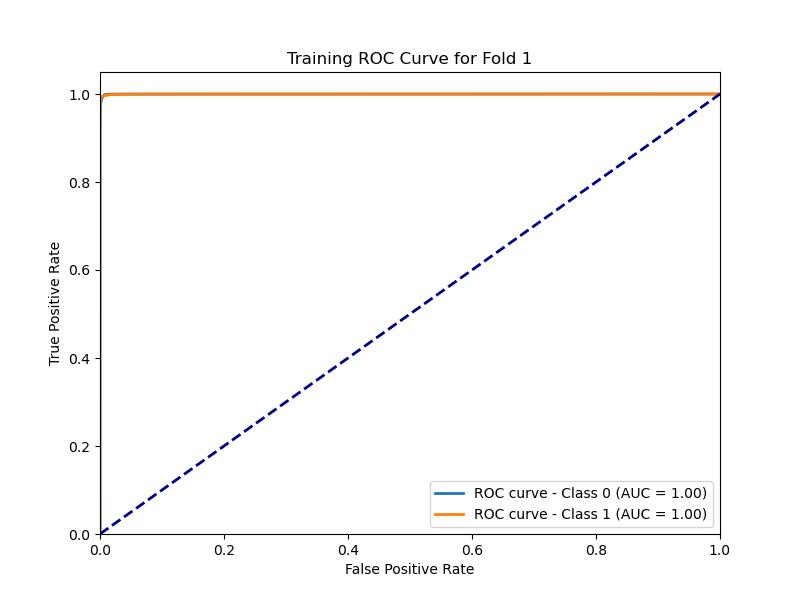 Training ROC Curve for Fold 1
1.0
0.8
0.6
0.4
0.2
0.0
True Positive Rate
ROC curve - Class 0 (AUC = 1.00)
ROC curve - Class 1 (AUC = 1.00)
0.0 0.2 0.4 0.6 0.8 1.0
False Positive Rate